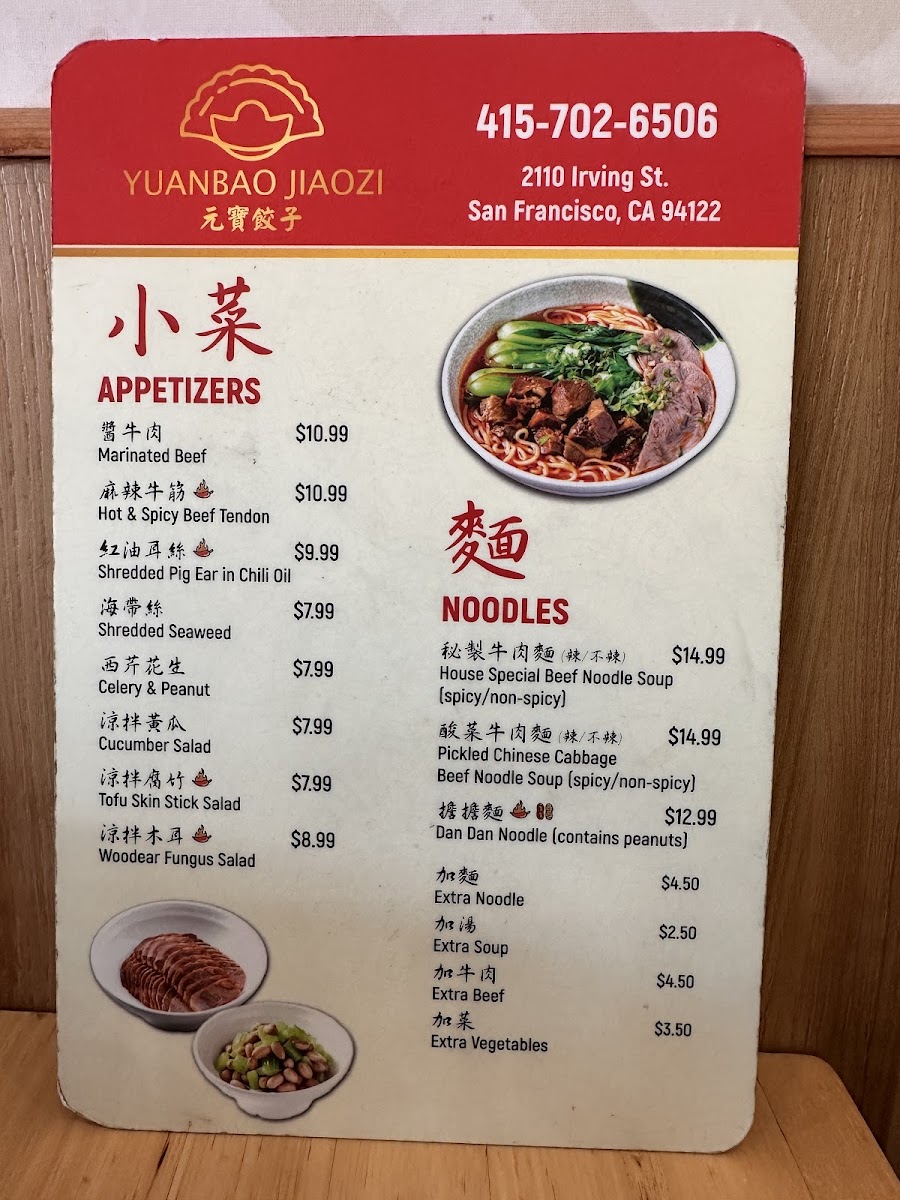 YUANBAO JIAOZI
元寶餃子
415-702-6506
2110 Irving St.
San Francisco, CA 94122
小菜
APPETIZERS
醬牛肉 $10.99
Marinated Beef
麻辣牛筋 $10.99
Hot & Spicy Beef Tendon
紅油耳絲 $9.99
Shredded Pig Ear in Chili Oil
海帶絲 $7.99
Shredded Seaweed
西芹花生 $7.99
Celery & Peanut
涼拌黃瓜 $7.99
Cucumber Salad
涼拌腐竹 $7.99
Tofu Skin Stick Salad
涼拌木耳 $8.99
Woodear Fungus Salad
麵
NOODLES
秘製牛肉麵 (辣/不辣) $14.99
House Special Beef Noodle Soup
(spicy/non-spicy)
酸菜牛肉麵 (辣/不辣) $14.99
Pickled Chinese Cabbage
Beef Noodle Soup (spicy/non-spicy)
擔擔麵 $12.99
Dan Dan Noodle (contains peanuts)
加麵 $4.50
Extra Noodle
加湯 $2.50
Extra Soup
加牛肉 $4.50
Extra Beef
加菜 $3.50
Extra Vegetables